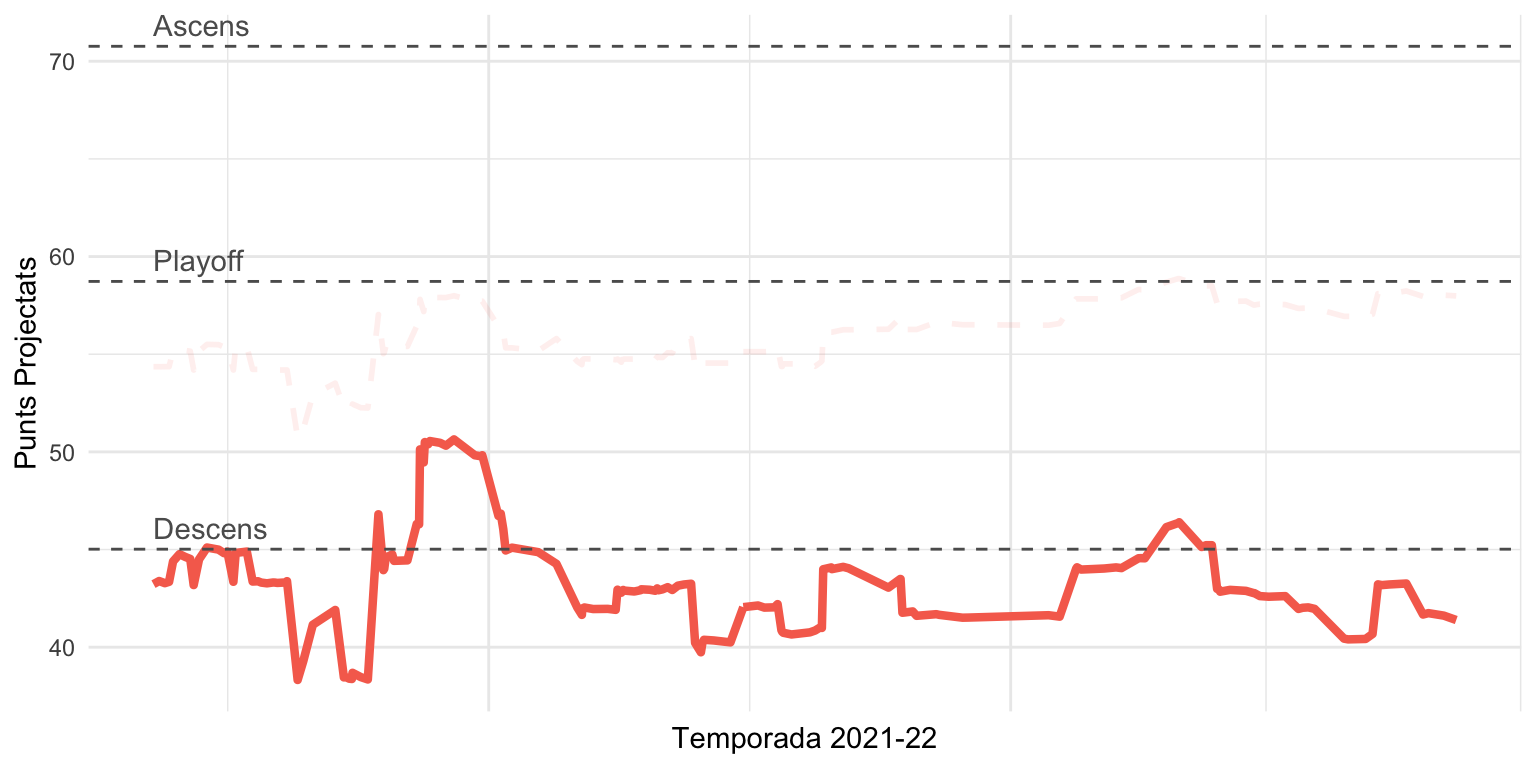 Ascens
70
Playoff
60
Punts Projectats
50
Descens
40
Temporada 2021-22